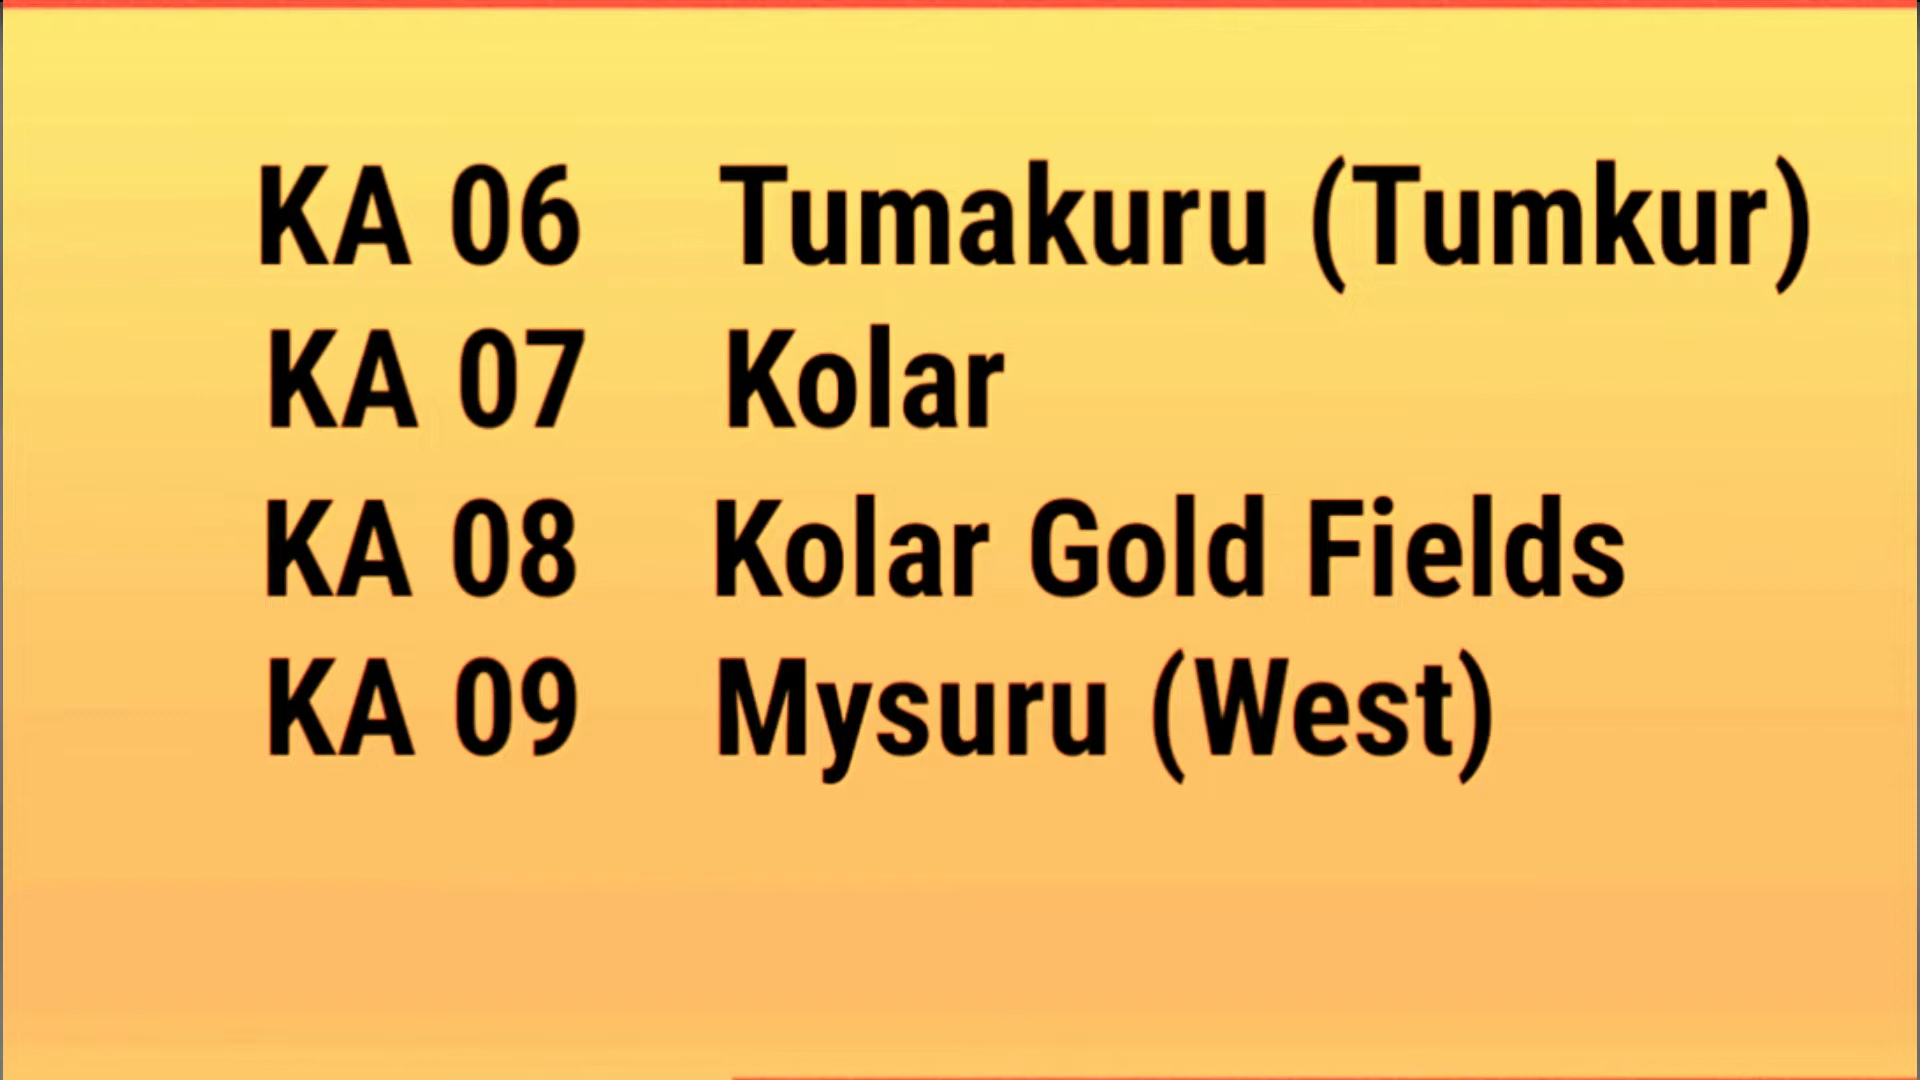 KA 06 Tumakuru (Tumkur)
KA 07 Kolar
KA 08 Kolar Gold Fields
KA 09 Mysuru (West)